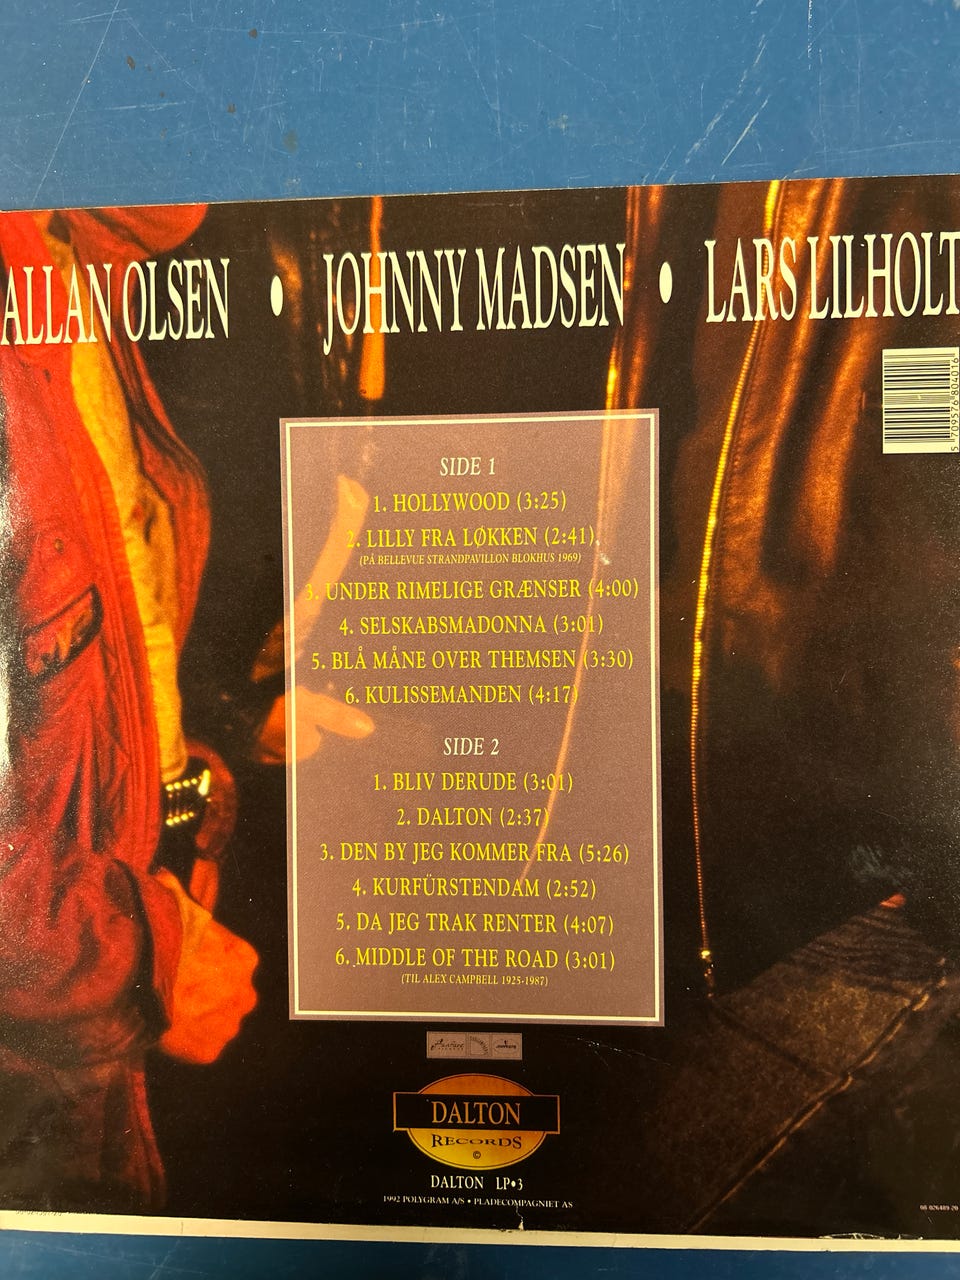 ALLAN OLSEN • JOHNNY MADSEN • LARS LILHOLT
5 709576 804016
SIDE 1
1. HOLLYWOOD (3:25)
2. LILLY FRA LØKKEN (2:41)
(PÅ BELLEVUE STRANDPAVILLON BLOKHUS 1969)
3. UNDER RIMELIGE GRÆNSER (4:00)
4. SELSKABSMADONNA (3:01)
5. BLÅ MÅNE OVER THEMSEN (3:30)
6. KULISSEMANDEN (4:17)
SIDE 2
1. BLIV DERUDE (3:01)
2. DALTON (2:37)
3. DEN BY JEG KOMMER FRA (5:26)
4. KURFÜRSTENDAM (2:52)
5. DA JEG TRAK RENTER (4:07)
6. MIDDLE OF THE ROAD (3:01)
(TIL ALEX CAMPBELL 1925-1987)
DALTON
RECORDS
©
DALTON LP•3
1992 POLYGRAM A/S • PLADECOMPAGNIET AS